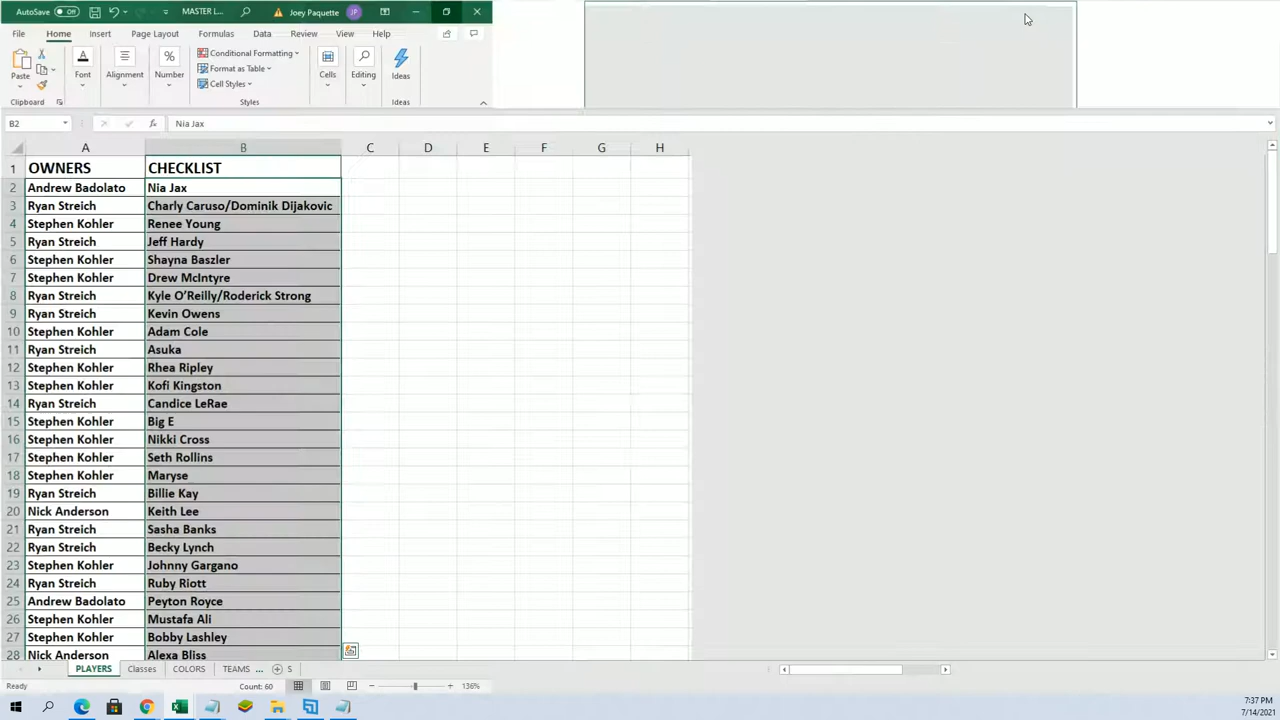 AutoSave Off MASTER L... Joey Paquette JP
File Home Insert Page Layout Formulas Data Review View Help
Paste Font Alignment Number Conditional Formatting Format as Table Cell Styles Cells Editing Ideas
Clipboard Styles Ideas
B2 fx Nia Jax
A B C D E F G H
1 OWNERS CHECKLIST
2 Andrew Badolato Nia Jax
3 Ryan Streich Charly Caruso/Dominik Dijakovic
4 Stephen Kohler Renee Young
5 Ryan Streich Jeff Hardy
6 Stephen Kohler Shayna Baszler
7 Stephen Kohler Drew McIntyre
8 Ryan Streich Kyle O’Reilly/Roderick Strong
9 Ryan Streich Kevin Owens
10 Stephen Kohler Adam Cole
11 Ryan Streich Asuka
12 Stephen Kohler Rhea Ripley
13 Stephen Kohler Kofi Kingston
14 Ryan Streich Candice LeRae
15 Stephen Kohler Big E
16 Stephen Kohler Nikki Cross
17 Stephen Kohler Seth Rollins
18 Stephen Kohler Maryse
19 Ryan Streich Billie Kay
20 Nick Anderson Keith Lee
21 Ryan Streich Sasha Banks
22 Ryan Streich Becky Lynch
23 Stephen Kohler Johnny Gargano
24 Ryan Streich Ruby Riott
25 Andrew Badolato Peyton Royce
26 Stephen Kohler Mustafa Ali
27 Stephen Kohler Bobby Lashley
28 Nick Anderson Alexa Bliss
PLAYERS Classes COLORS TEAMS ... S
Ready Count: 60 136%
7:37 PM
7/14/2021